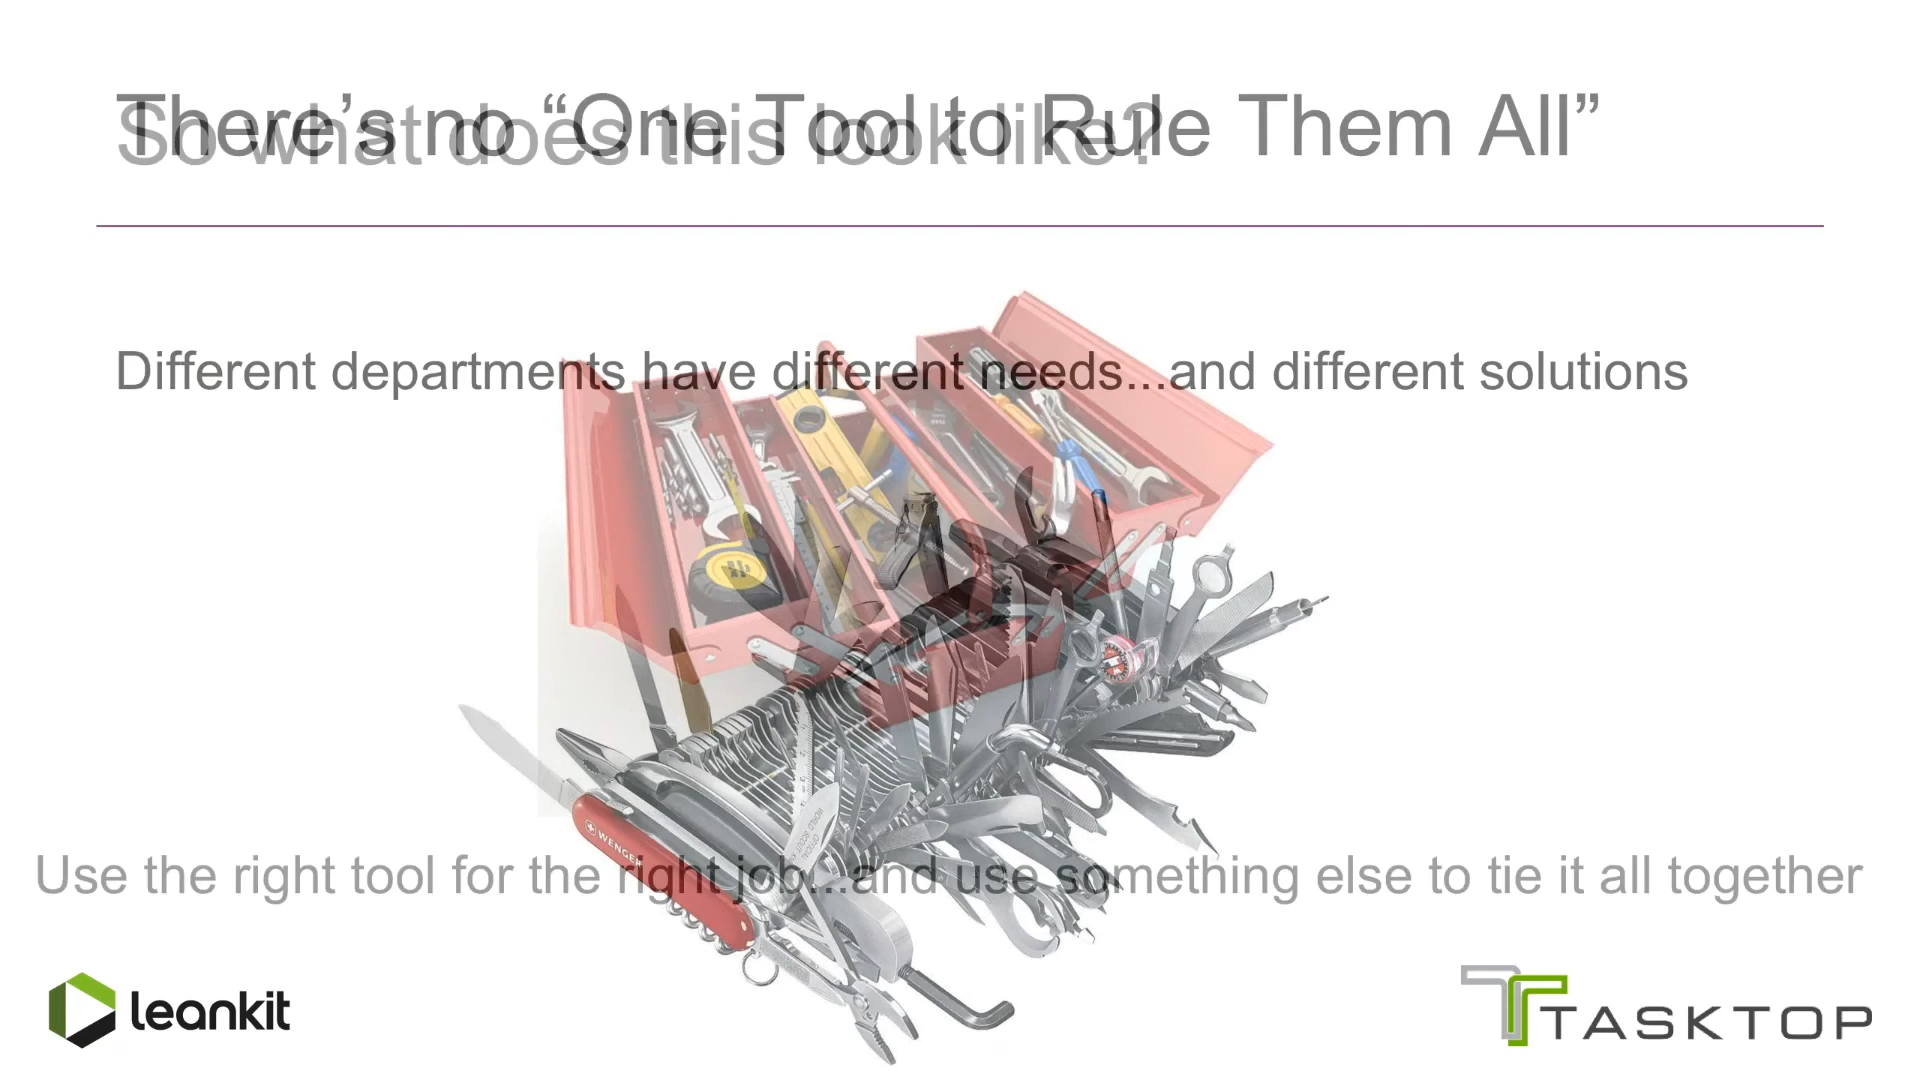 There’s no “One Tool to Rule Them All”
So what does this look like?
Different departments have different needs...and different solutions
WENGER
Use the right tool for the right job...and use something else to tie it all together
leankit
TASKTOP